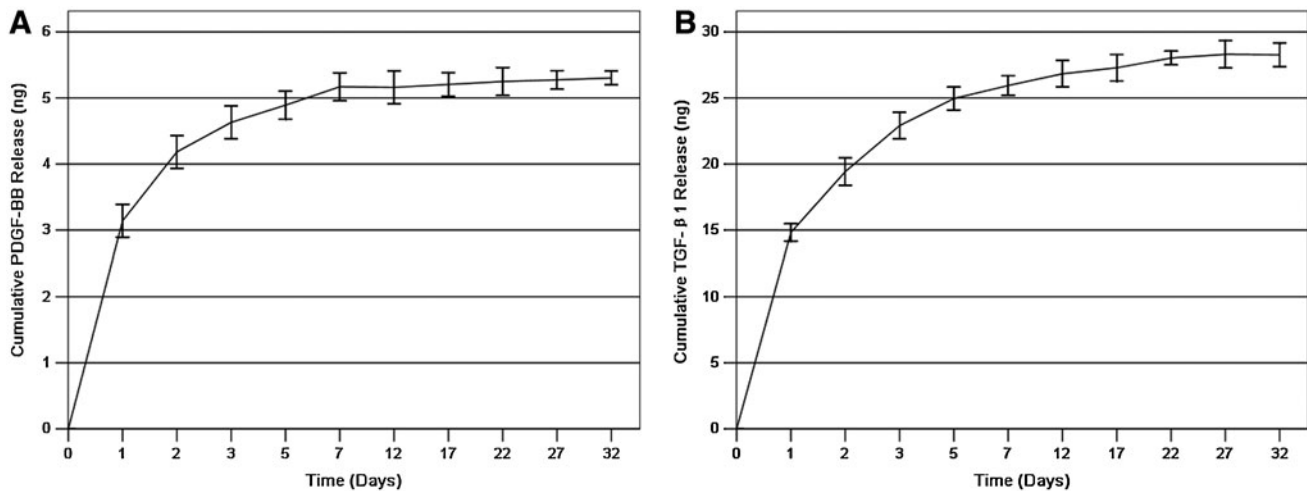 A
Cumulative PDGF-BB Release (ng)
6
5
4
3
2
1
0
0 1 2 3 5 7 12 17 22 27 32
Time (Days)
B
Cumulative TGF- β 1 Release (ng)
30
25
20
15
10
5
0
0 1 2 3 5 7 12 17 22 27 32
Time (Days)